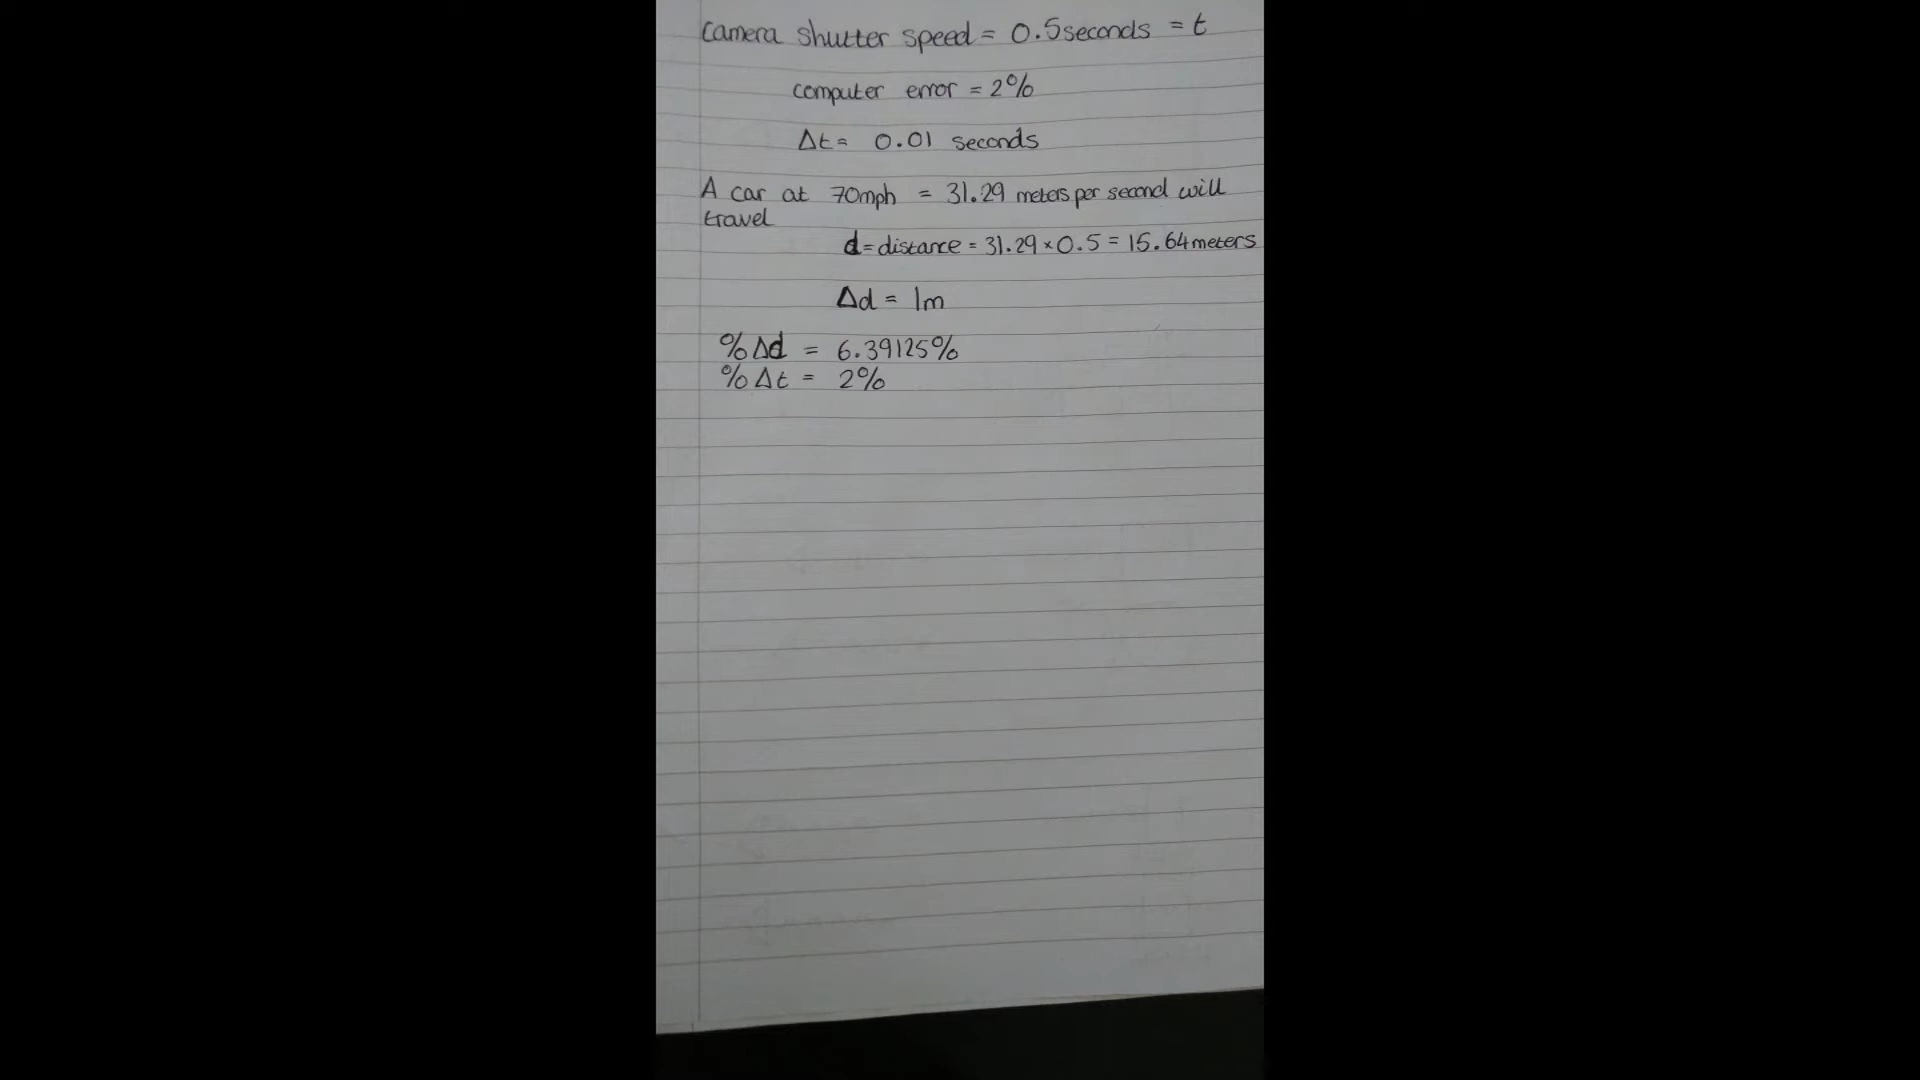 camera shutter speed = 0.5seconds = t
computer error = 2%
Δt = 0.01 seconds
A car at 70mph = 31.29 meters per second will
travel
d = distance = 31.29 × 0.5 = 15.64 meters
Δd = 1m
%Δd = 6.39125%
%Δt = 2%